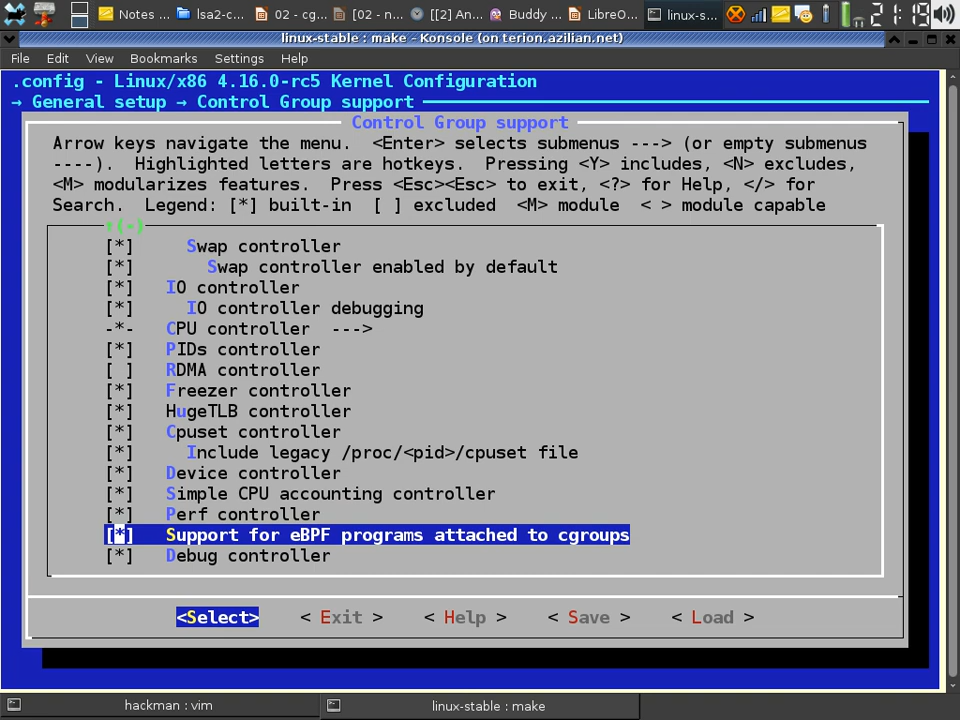 Notes ...
lsa2-c...
02 - cg...
[02 - n...
[[2] An...
Buddy ...
LibreO...
linux-s...
21:19
linux-stable : make - Konsole (on terion.azilian.net)
File Edit View Bookmarks Settings Help
.config - Linux/x86 4.16.0-rc5 Kernel Configuration
→ General setup → Control Group support
Control Group support
Arrow keys navigate the menu. <Enter> selects submenus ---> (or empty submenus
----). Highlighted letters are hotkeys. Pressing <Y> includes, <N> excludes,
<M> modularizes features. Press <Esc><Esc> to exit, <?> for Help, </> for
Search. Legend: [*] built-in [ ] excluded <M> module < > module capable
↑(-)
[*] Swap controller
[*] Swap controller enabled by default
[*] IO controller
[*] IO controller debugging
-*- CPU controller --->
[*] PIDs controller
[ ] RDMA controller
[*] Freezer controller
[*] HugeTLB controller
[*] Cpuset controller
[*] Include legacy /proc/<pid>/cpuset file
[*] Device controller
[*] Simple CPU accounting controller
[*] Perf controller
[*] Support for eBPF programs attached to cgroups
[*] Debug controller
<Select> < Exit > < Help > < Save > < Load >
hackman : vim
linux-stable : make